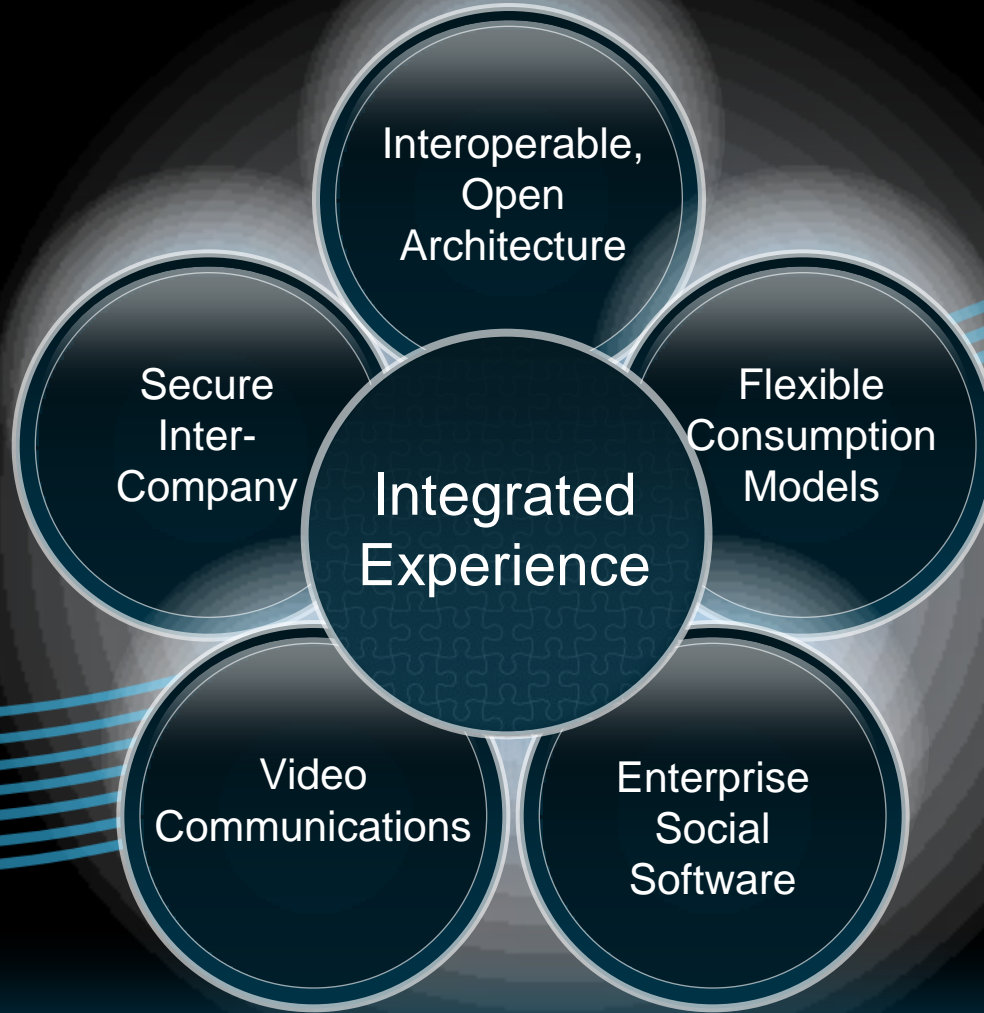 Interoperable,
Open
Architecture
Secure
Inter-
Company
Flexible
Consumption
Models
Integrated
Experience
Video
Communications
Enterprise
Social
Software